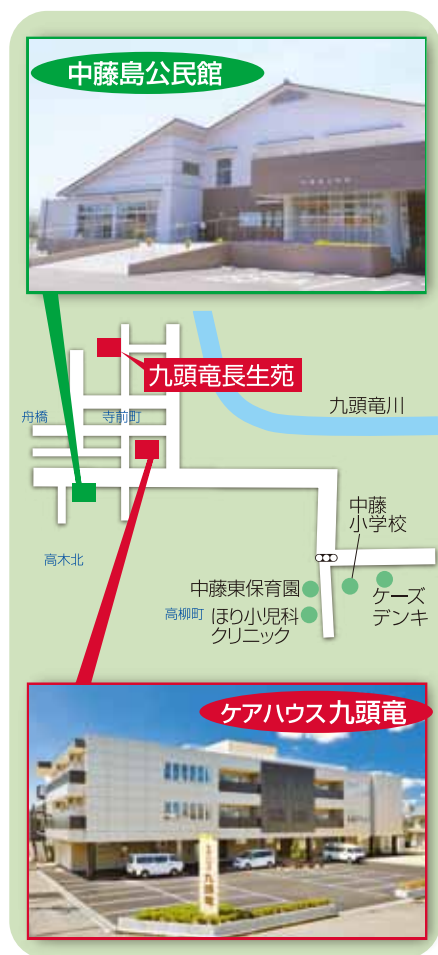 中藤島公民館
九頭竜長生苑
九頭竜川
舟橋
寺前町
中藤
小学校
高木北
中藤東保育園
ケーズ
デンキ
高柳町
ほり小児科
クリニック
ケアハウス九頭竜
九頭竜